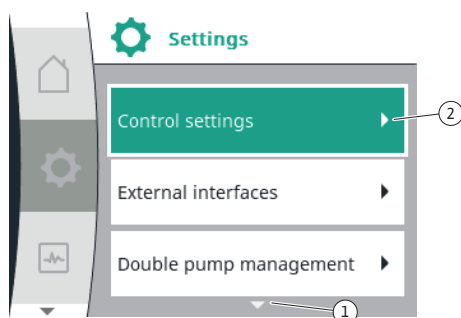 Settings
Control settings
2
External interfaces
Double pump management
1